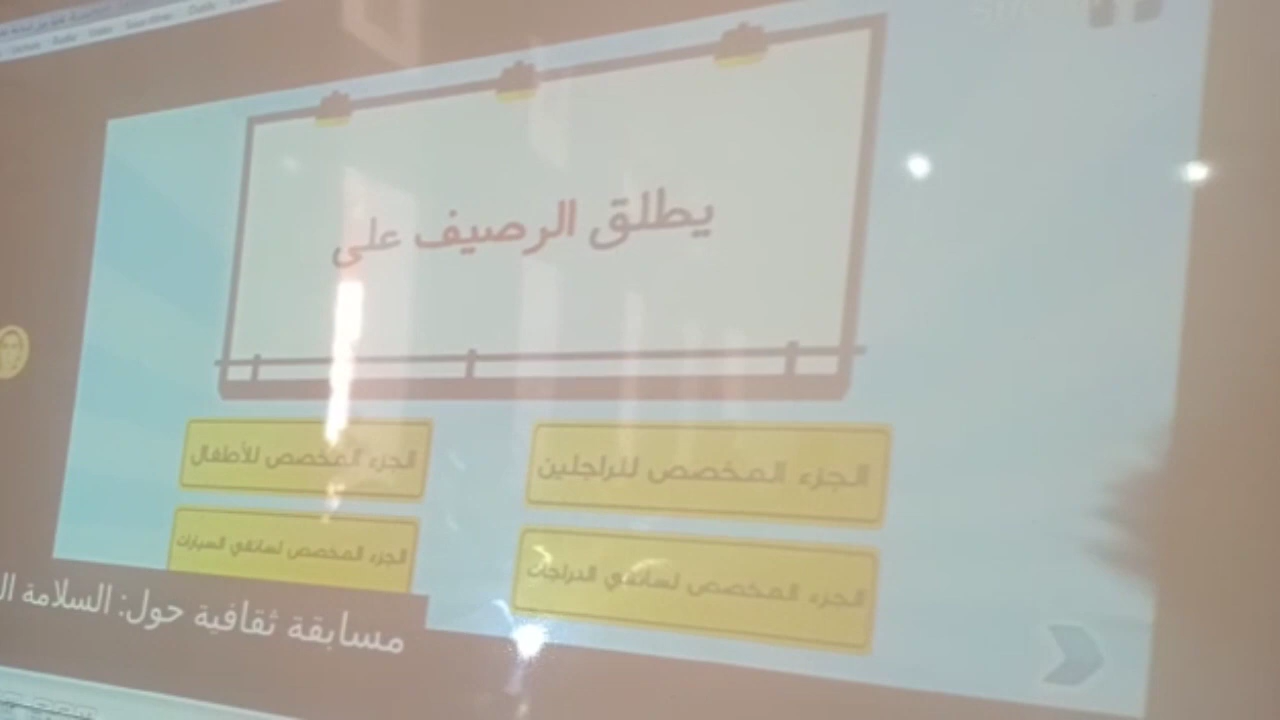 يطلق الرصيف على
الجزء المخصص للراجلين
الجزء المخصص للأطفال
الجزء المخصص لسائقي الدراجات
الجزء المخصص لسائقي السيارات
مسابقة ثقافية حول: السلامة